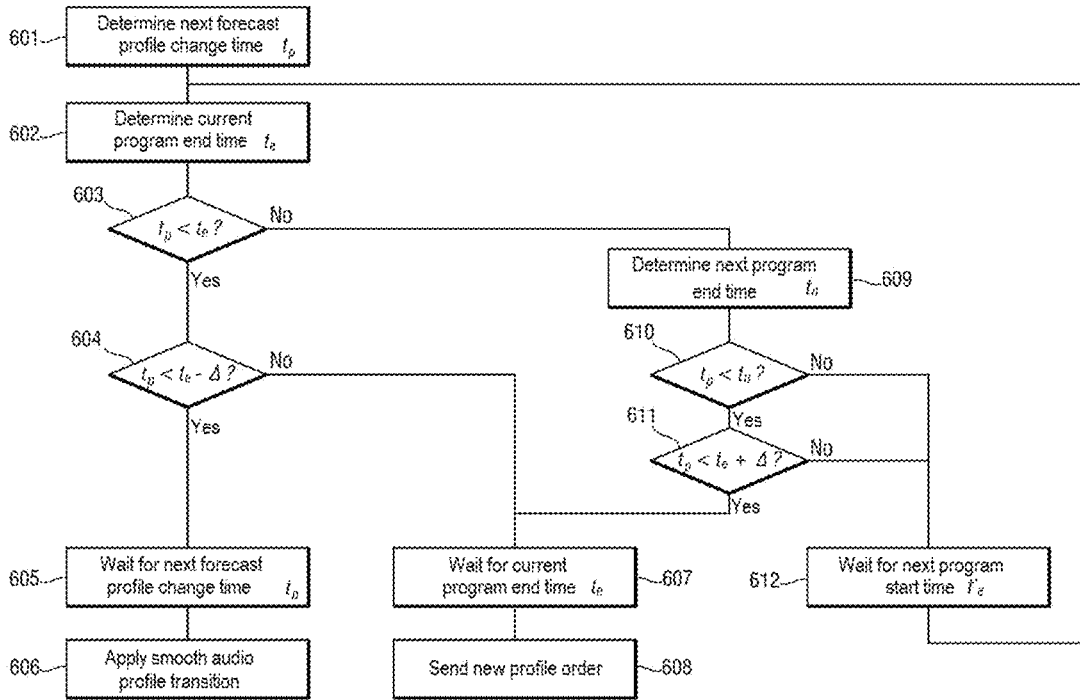 601
Determine next forecast
profile change time t_p
602
Determine current
program end time t_e
603
t_p < t_e ?
No
Yes
Determine next program
end time t_n
609
604
t_p < t_e - Δ ?
No
Yes
610
t_p < t_n ?
No
Yes
611
t_p < t_e + Δ ?
No
Yes
605
Wait for next forecast
profile change time t_p
Wait for current
program end time t_e
607
612
Wait for next program
start time
606
Apply smooth audio
profile transition
Send new profile order
608